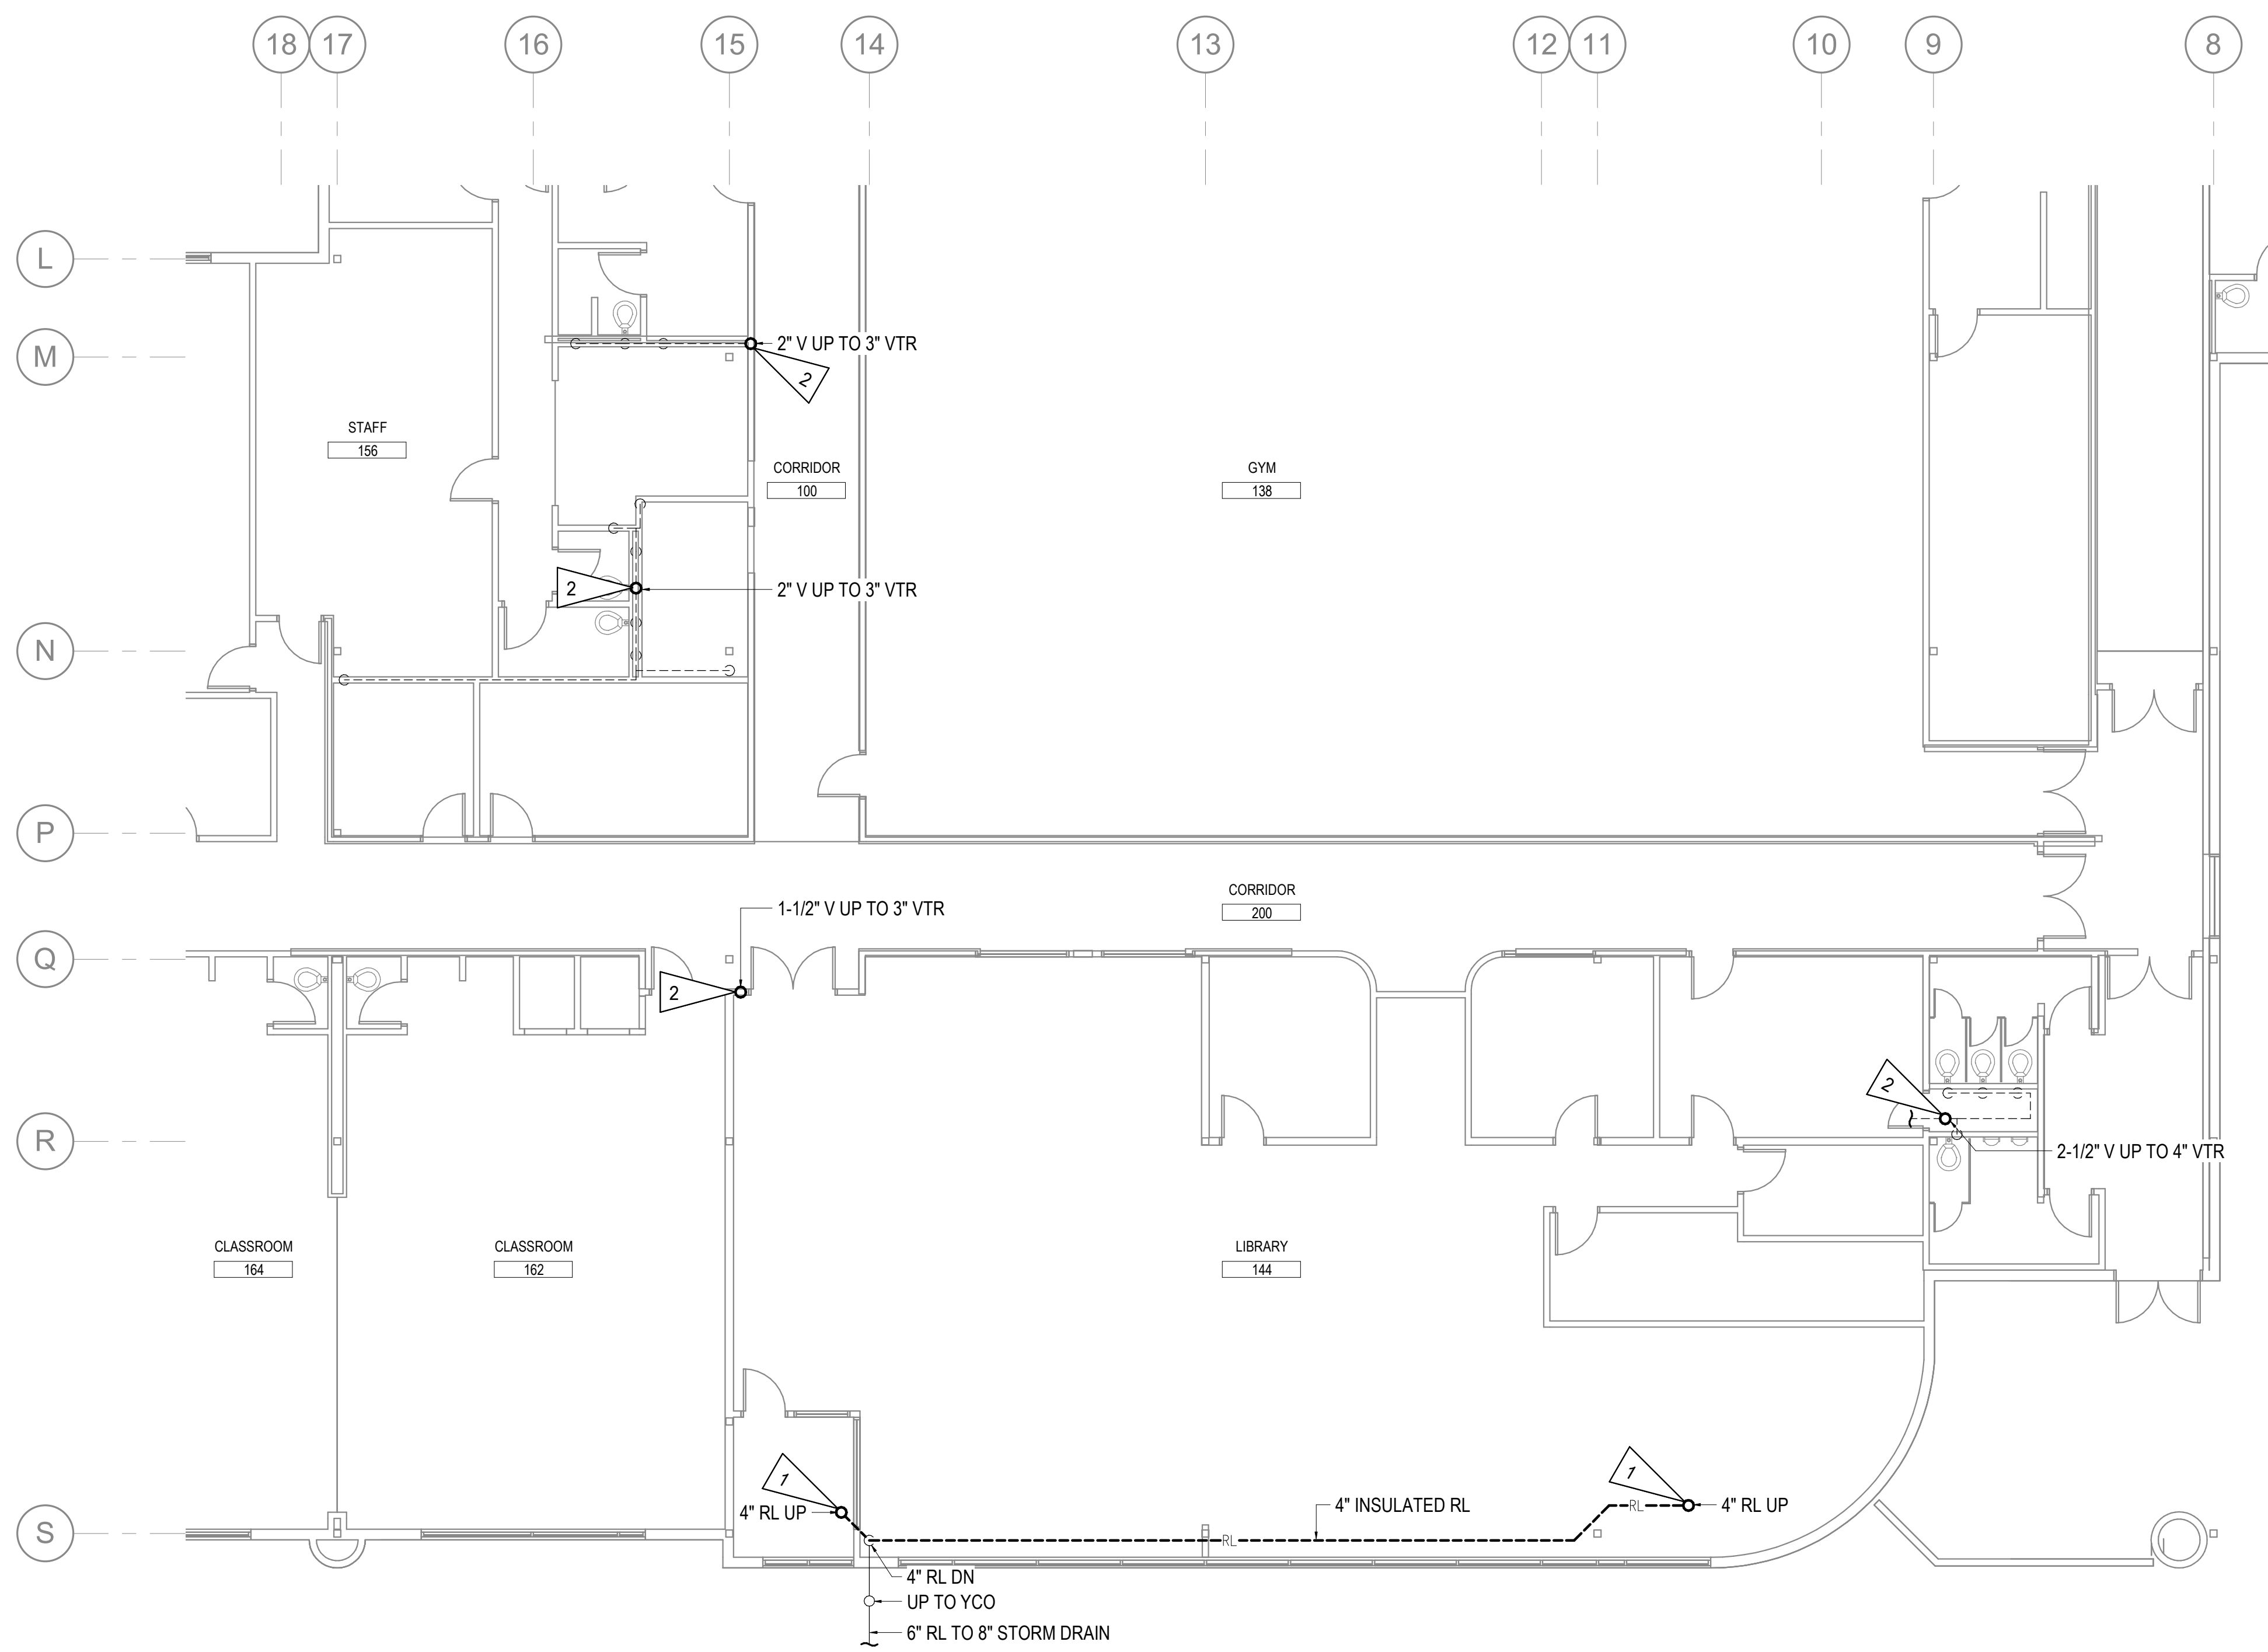 18 17 16 15 14 13 12 11 10 9 8
L
M
2" V UP TO 3" VTR
2
STAFF
156
CORRIDOR
100
GYM
138
2
2" V UP TO 3" VTR
N
P
CORRIDOR
200
1-1/2" V UP TO 3" VTR
Q
2
2
R
2-1/2" V UP TO 4" VTR
CLASSROOM
164
CLASSROOM
162
LIBRARY
144
1
1
4" RL UP
4" INSULATED RL
RL
4" RL UP
S
RL
4" RL DN
UP TO YCO
6" RL TO 8" STORM DRAIN